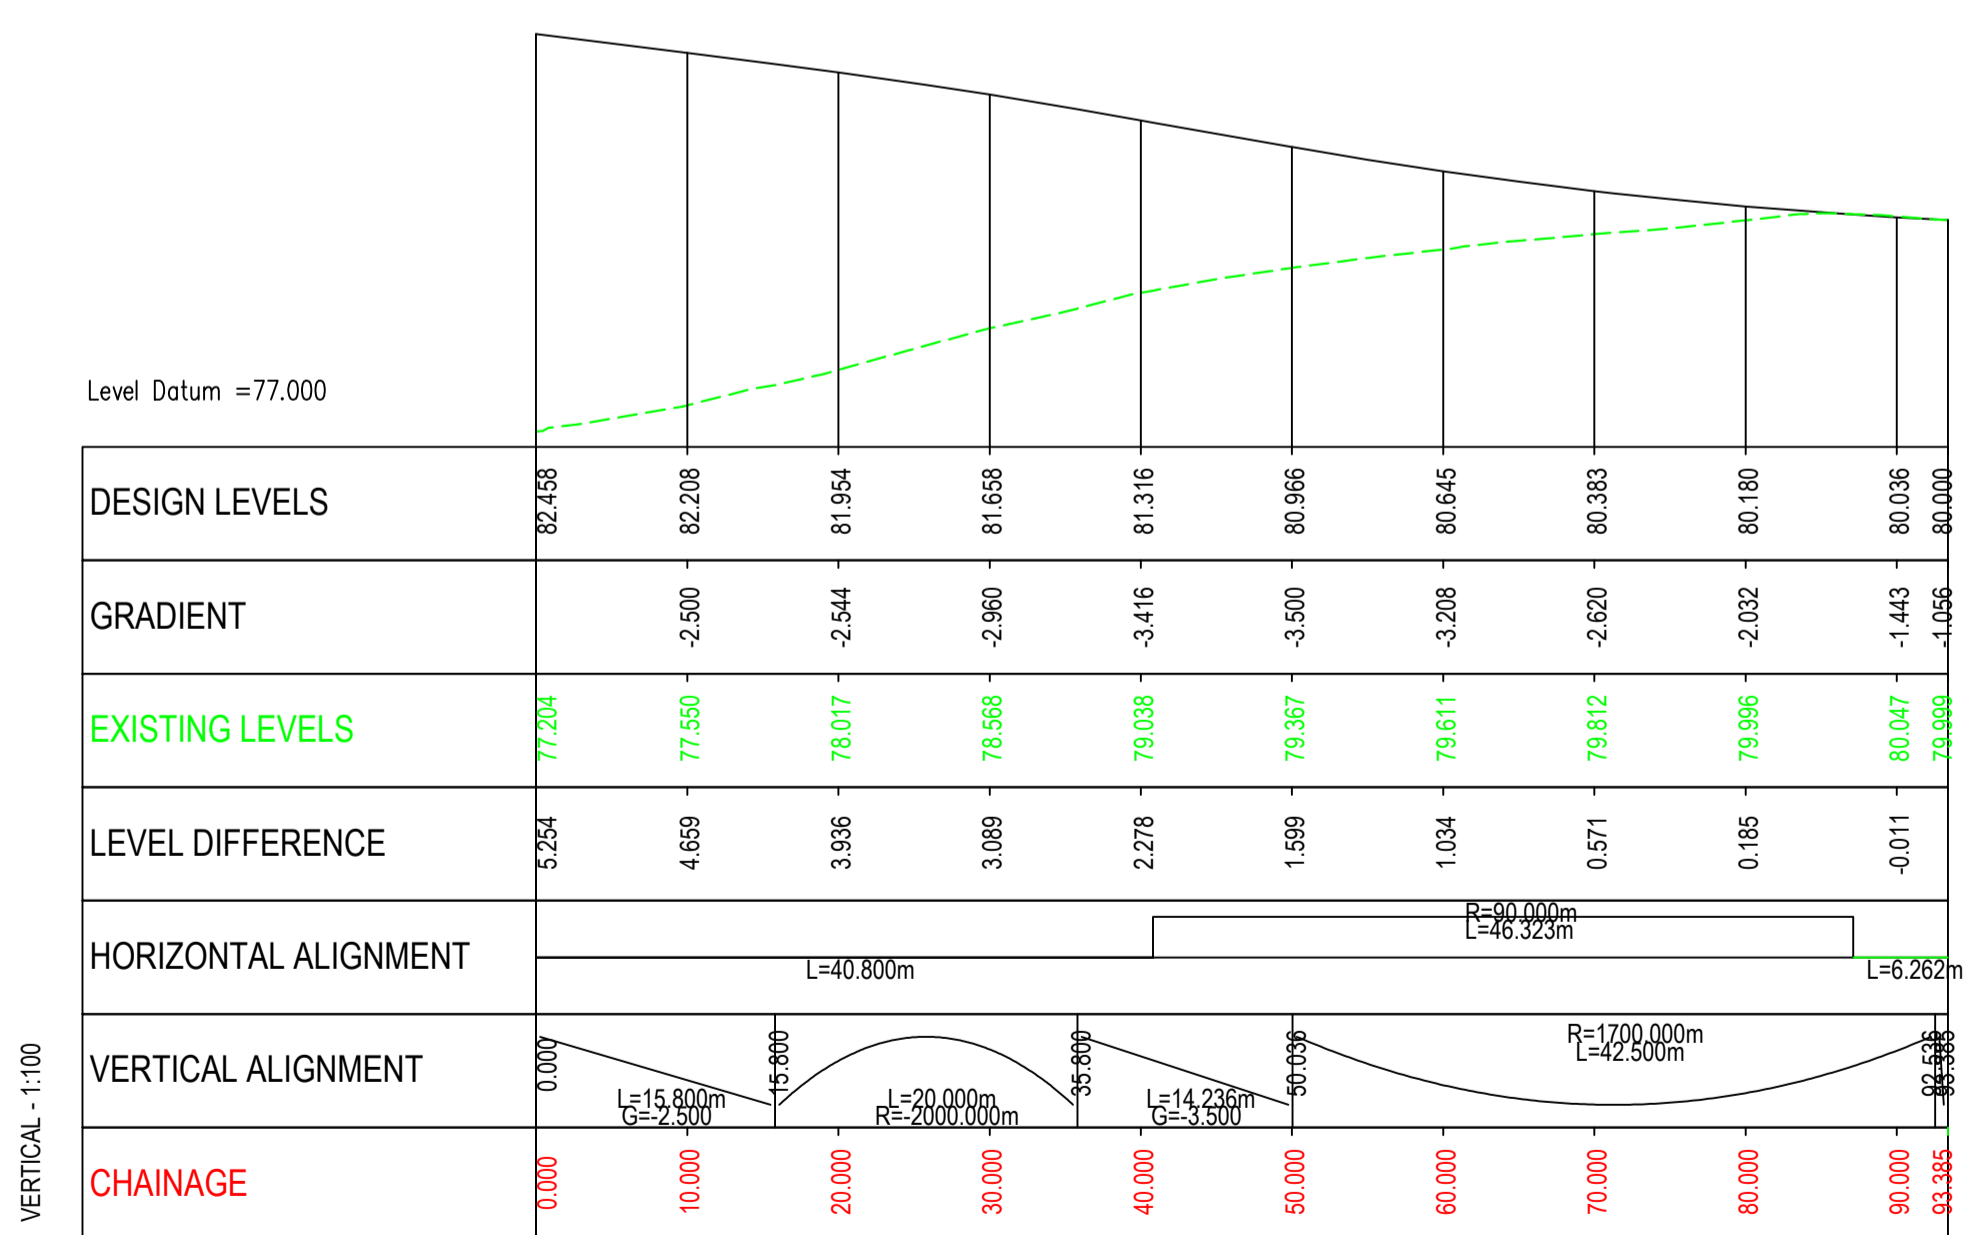 Level Datum =77.000
DESIGN LEVELS 82.458 82.208 81.954 81.658 81.316 80.966 80.645 80.383 80.180 80.036 80.000
GRADIENT -2.500 -2.544 -2.960 -3.416 -3.500 -3.208 -2.620 -2.032 -1.443 -1.056
EXISTING LEVELS 77.204 77.550 78.017 78.568 79.038 79.367 79.611 79.812 79.996 80.047 79.999
LEVEL DIFFERENCE 5.254 4.659 3.936 3.089 2.278 1.599 1.034 0.571 0.185 -0.011
R=90.000m
L=46.323m
HORIZONTAL ALIGNMENT
L=40.800m L=6.262m
R=1700.000m
L=42.500m
VERTICAL ALIGNMENT 0.000 15.800 35.800 50.036 92.536 93.385
L=15.800m L=20.000m L=14.236m
G=-2.500 R=-2000.000m G=-3.500
VERTICAL - 1:100
CHAINAGE 0.000 10.000 20.000 30.000 40.000 50.000 60.000 70.000 80.000 90.000 93.385